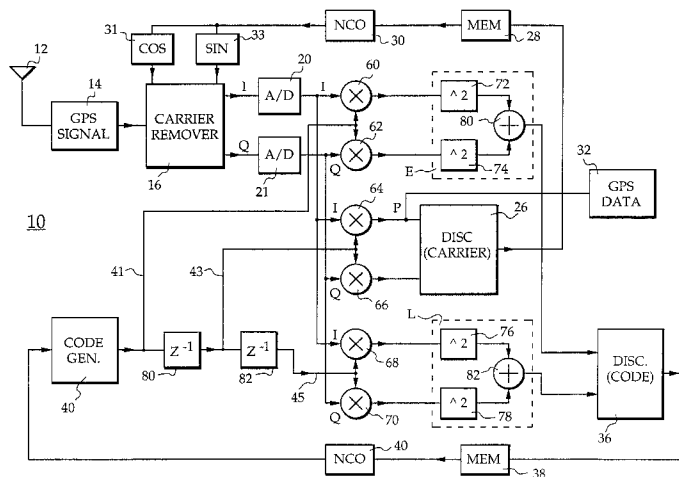 12
31
COS
SIN
33
NCO
30
MEM
28
14
GPS
SIGNAL
CARRIER
REMOVER
16
I
A/D
20
I
60
^ 2
72
80
Q
A/D
21
62
Q
^ 2
74
E
32
GPS
DATA
10
64
I
P
26
DISC
(CARRIER)
41
43
Q
66
L
CODE
GEN.
40
Z -1
80
Z -1
82
45
I
68
^ 2
76
82
Q
70
^ 2
78
DISC.
(CODE)
36
NCO
40
MEM
38